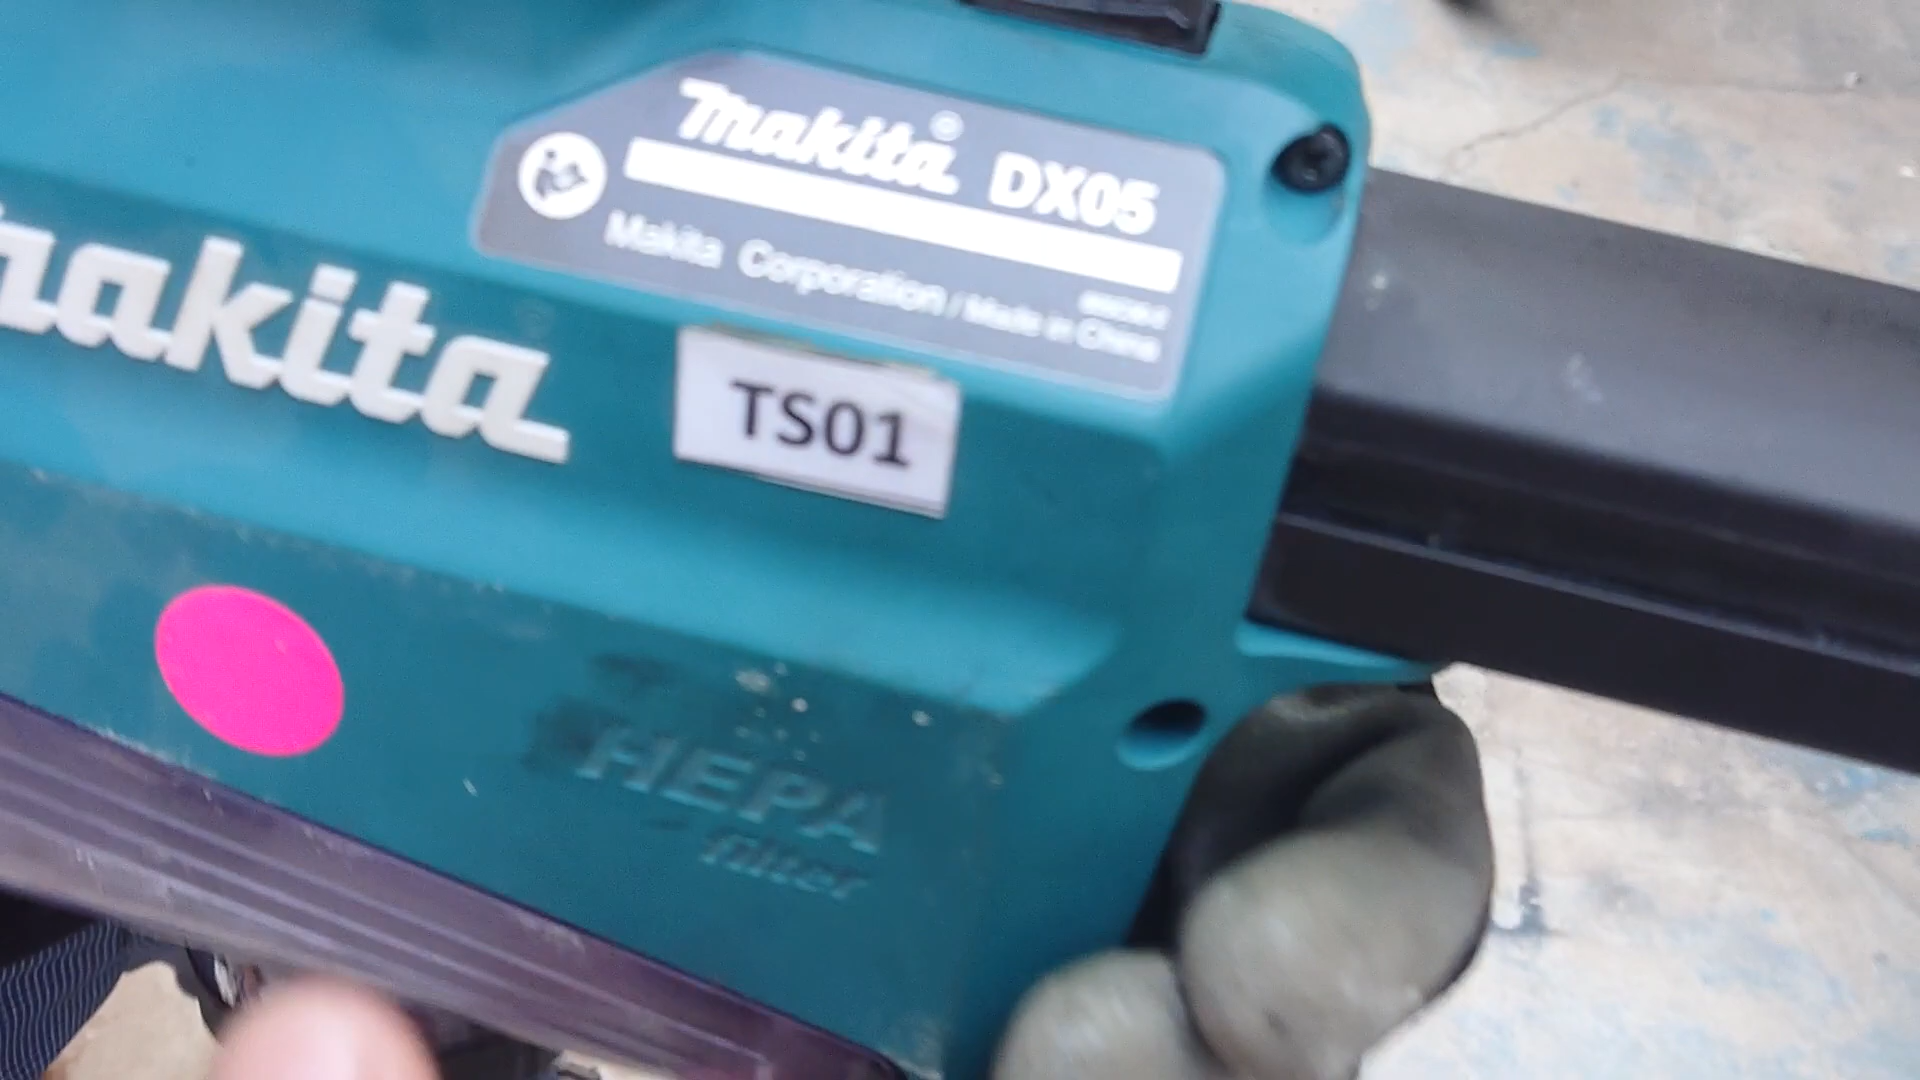 makita DX05
Makita Corporation / Made in China
makita
TS01
HEPA
filter